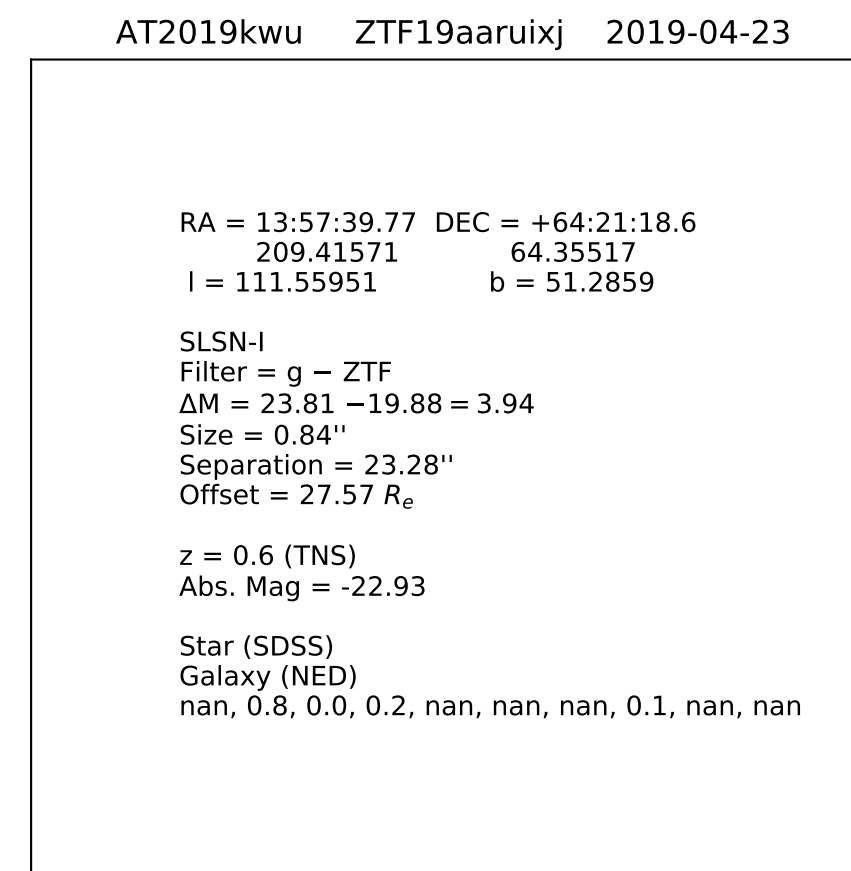 AT2019kwu ZTF19aaruixj 2019-04-23
RA = 13:57:39.77 DEC = +64:21:18.6
209.41571 64.35517
l = 111.55951 b = 51.2859
SLSN-I
Filter = g − ZTF
ΔM = 23.81 −19.88 = 3.94
Size = 0.84''
Separation = 23.28''
Offset = 27.57 Rₑ
z = 0.6 (TNS)
Abs. Mag = -22.93
Star (SDSS)
Galaxy (NED)
nan, 0.8, 0.0, 0.2, nan, nan, nan, 0.1, nan, nan